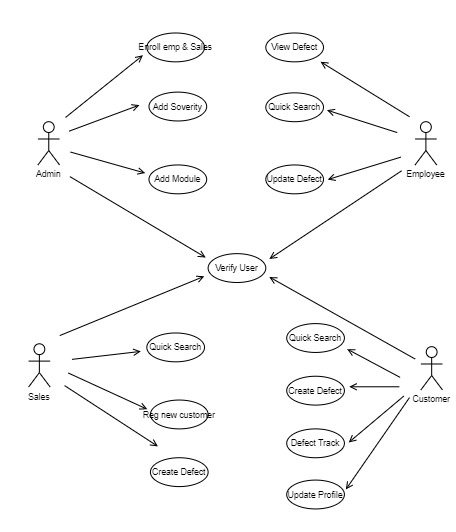 Enroll emp & Sales
View Defect
Add Soverity
Quick Search
Admin
Employee
Add Module
Update Defect
Verify User
Quick Search
Quick Search
Sales
Create Defect
Customer
Reg new customer
Defect Track
Create Defect
Update Profile